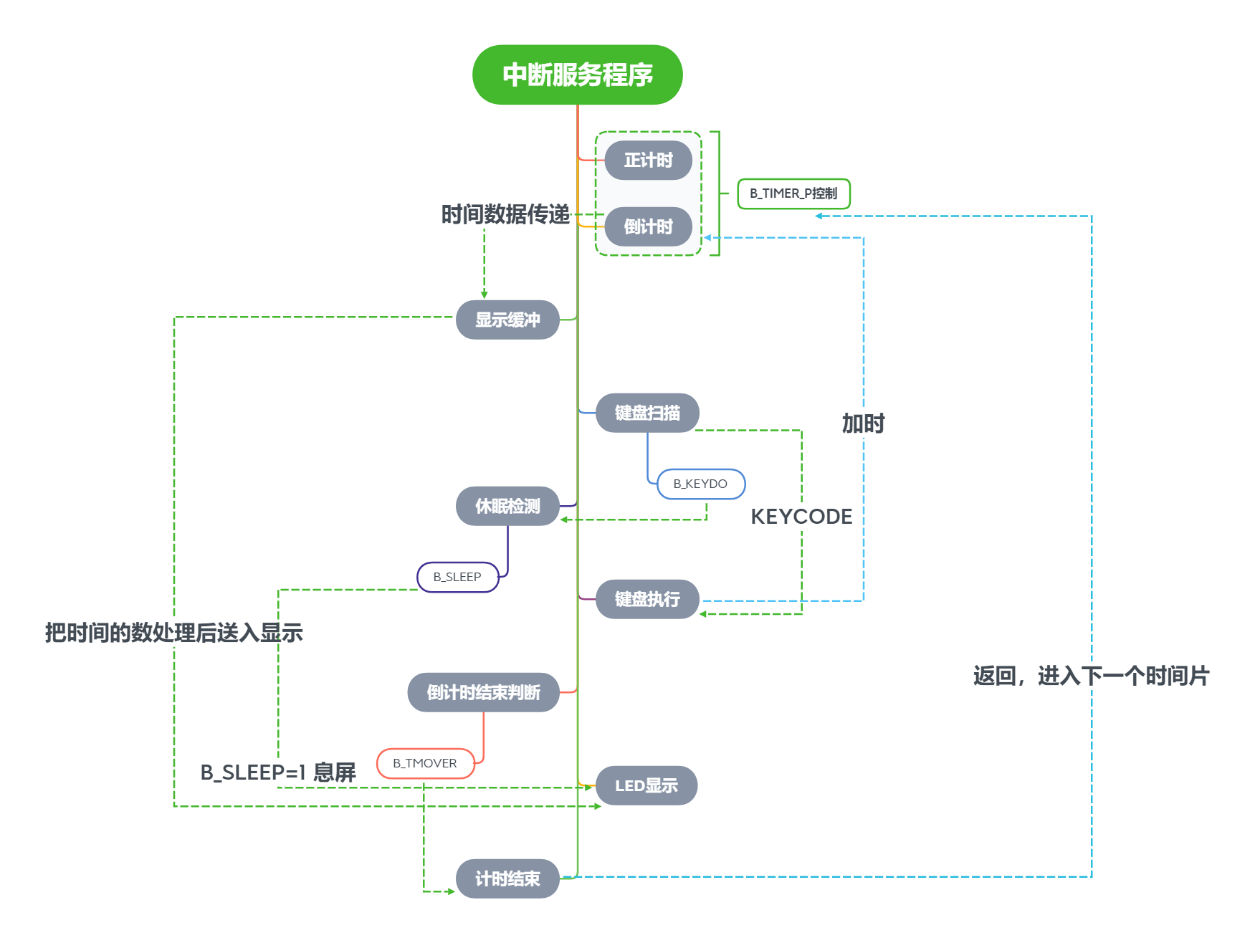 中断服务程序
正计时
B_TIMER_P控制
时间数据传递
倒计时
显示缓冲
键盘扫描
加时
B_KEYDO
休眠检测
KEYCODE
B_SLEEP
键盘执行
把时间的数处理后送入显示
返回，进入下一个时间片
倒计时结束判断
B_TMOVER
B_SLEEP=1 息屏
LED显示
计时结束